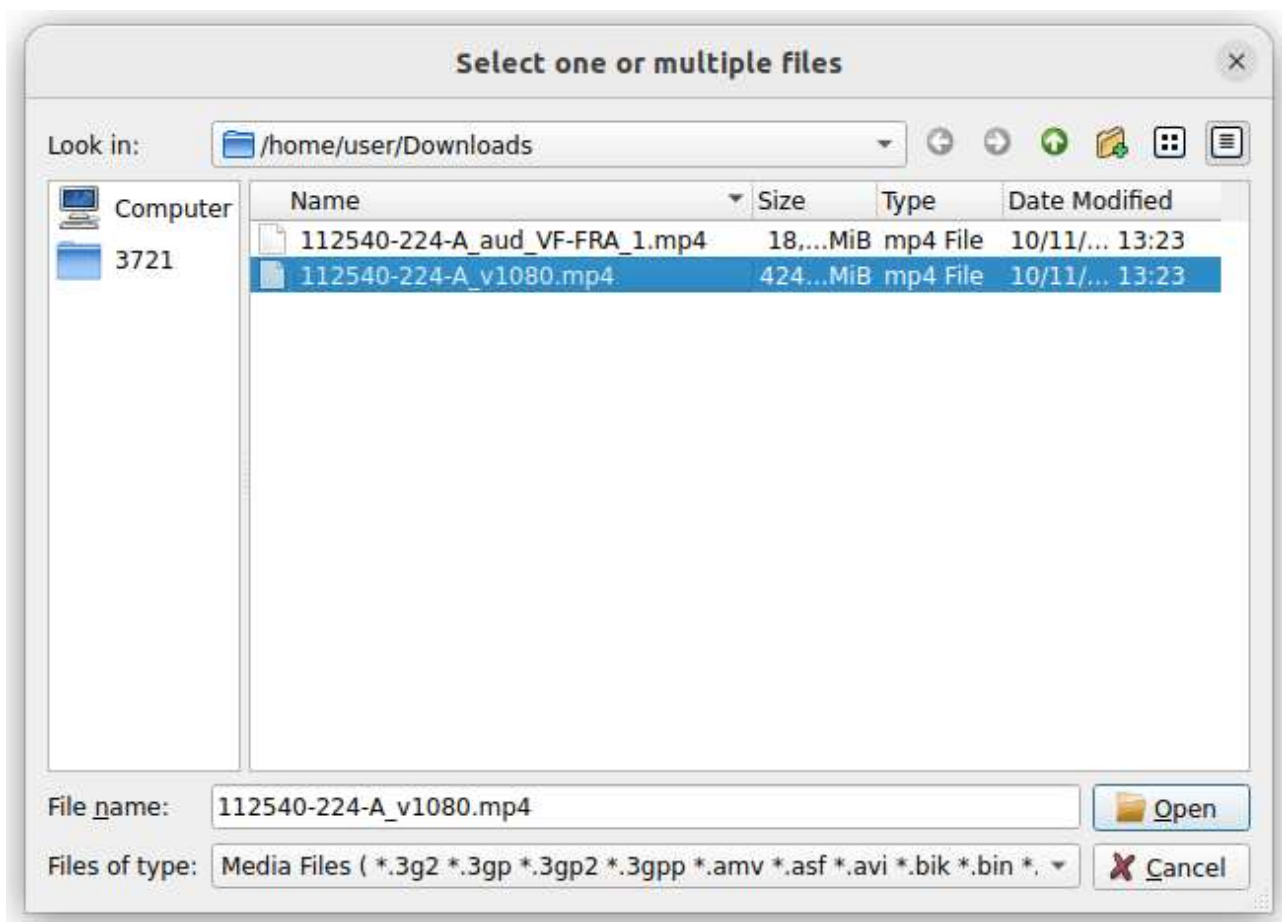 Select one or multiple files
Look in: /home/user/Downloads
Computer
3721
Name Size Type Date Modified
112540-224-A_aud_VF-FRA_1.mp4 18,...MiB mp4 File 10/11/... 13:23
112540-224-A_v1080.mp4 424...MiB mp4 File 10/11/... 13:23
File name: 112540-224-A_v1080.mp4 Open
Files of type: Media Files ( *.3g2 *.3gp *.3gp2 *.3gpp *.amv *.asf *.avi *.bik *.bin *. Cancel